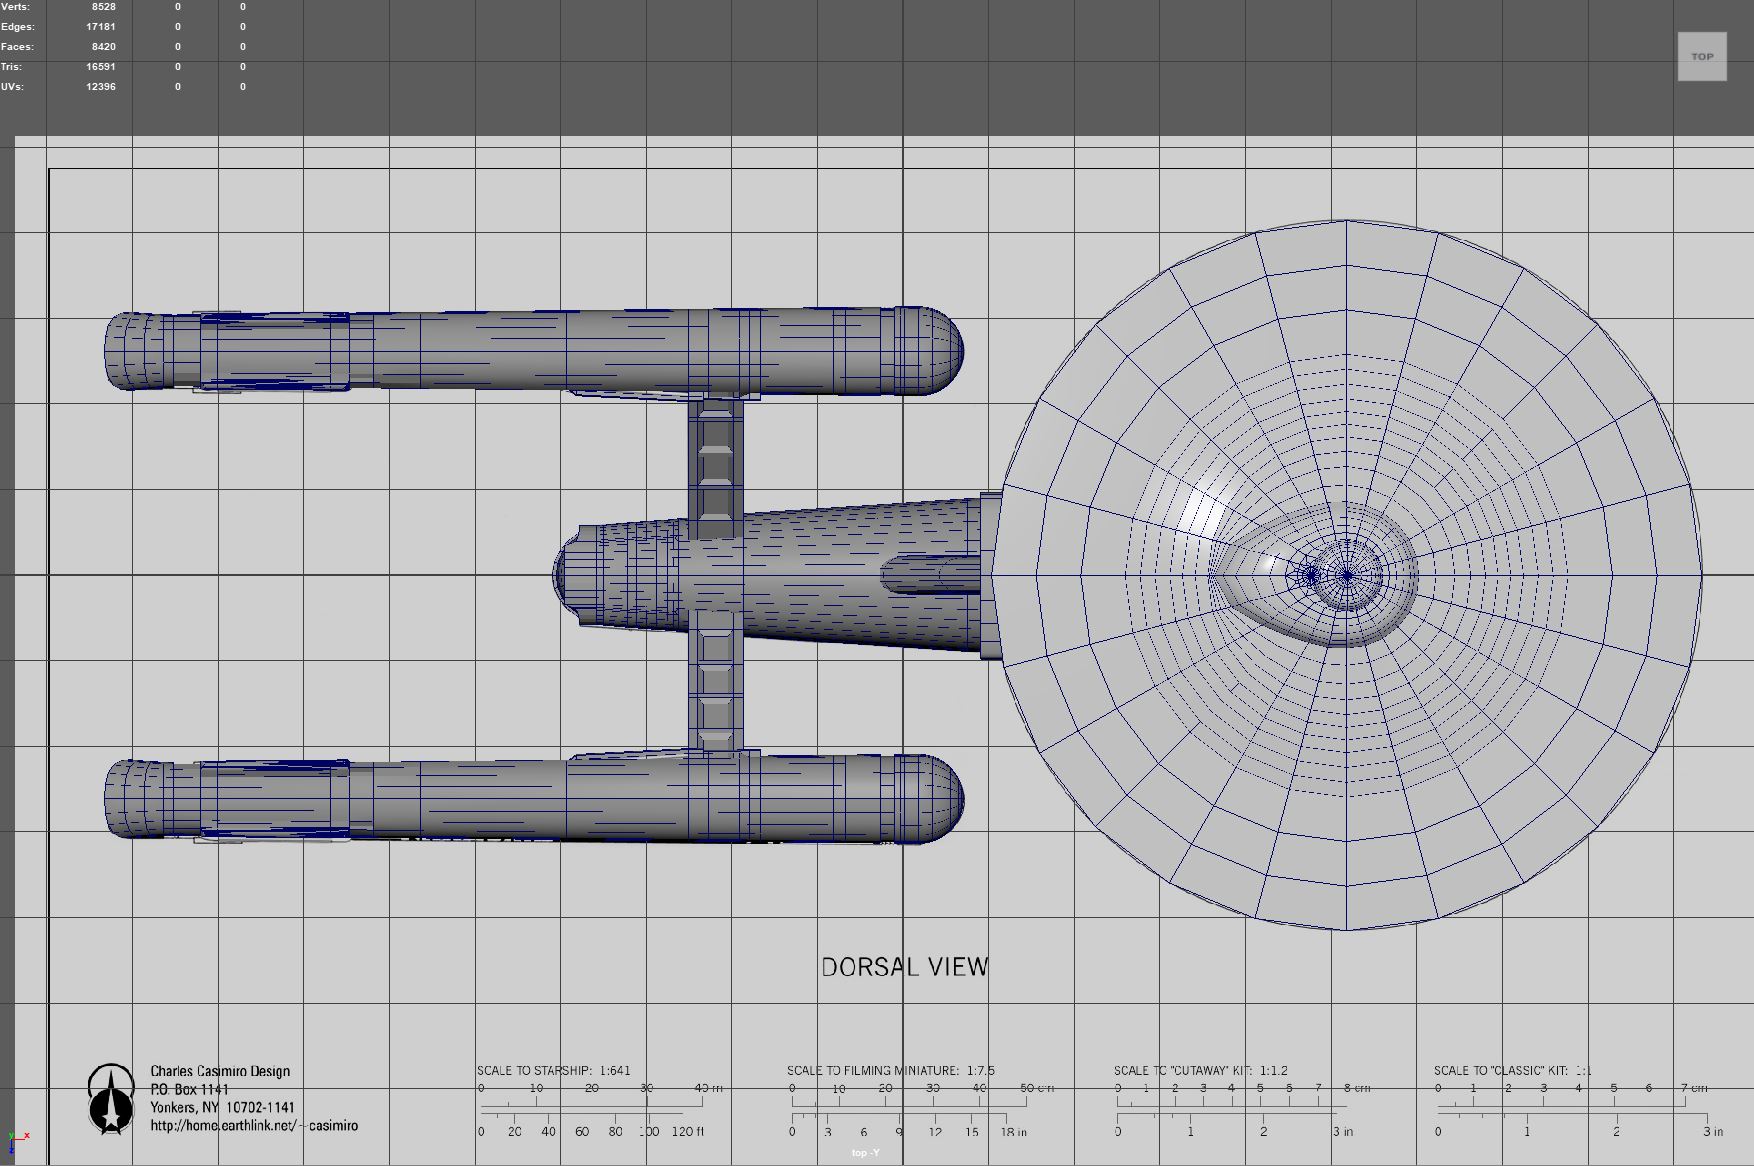 Verts: 8528 0 0
Edges: 17181 0 0
Faces: 8420 0 0
Tris: 16591 0 0
UVs: 12396 0 0
TOP
DORSAL VIEW
Charles Casimiro Design
P.O. Box 1141
Yonkers, NY 10702-1141
http://home.earthlink.net/~casimiro
SCALE TO STARSHIP: 1:641
0 10 20 30 40 m
0 20 40 60 80 100 120 ft
SCALE TO FILMING MINIATURE: 1:7.5
0 10 20 30 40 50 cm
0 3 6 9 12 15 18 in
SCALE TO "CUTAWAY" KIT: 1:1.2
0 1 2 3 4 5 6 7 8 cm
0 1 2 3 in
SCALE TO "CLASSIC" KIT: 1:1
0 1 2 3 4 5 6 7 cm
0 1 2 3 in
top -Y
y x
z